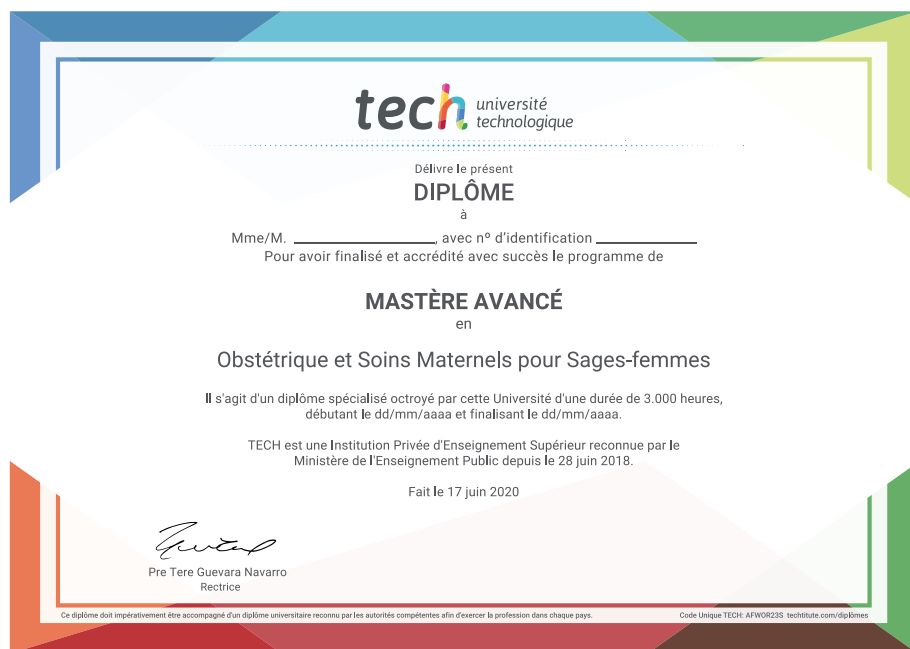 tech université
technologique
Délivre le présent
DIPLÔME
à
Mme/M. ____________________, avec nº d'identification ______________
Pour avoir finalisé et accrédité avec succès le programme de
MASTÈRE AVANCÉ
en
Obstétrique et Soins Maternels pour Sages-femmes
Il s'agit d'un diplôme spécialisé octroyé par cette Université d'une durée de 3.000 heures,
débutant le dd/mm/aaaa et finalisant le dd/mm/aaaa.
TECH est une Institution Privée d'Enseignement Supérieur reconnue par le
Ministère de l'Enseignement Public depuis le 28 juin 2018.
Fait le 17 juin 2020
Pre Tere Guevara Navarro
Rectrice
Ce diplôme doit impérativement être accompagné d'un diplôme universitaire reconnu par les autorités compétentes afin d'exercer la profession dans chaque pays.
Code Unique TECH: AFWOR23S techtitute.com/diplômes